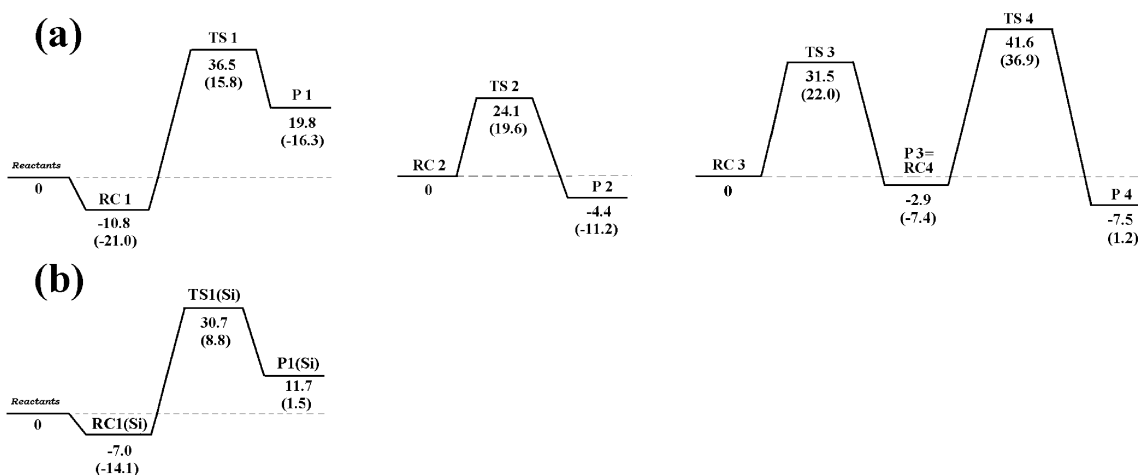 (a)
TS 1
36.5
(15.8)
P 1
19.8
(-16.3)
Reactants
0
RC 1
-10.8
(-21.0)
TS 2
24.1
(19.6)
RC 2
0
P 2
-4.4
(-11.2)
TS 3
31.5
(22.0)
RC 3
0
P 3=
RC4
-2.9
(-7.4)
TS 4
41.6
(36.9)
P 4
-7.5
(1.2)
(b)
TS1(Si)
30.7
(8.8)
P1(Si)
11.7
(1.5)
Reactants
0
RC1(Si)
-7.0
(-14.1)